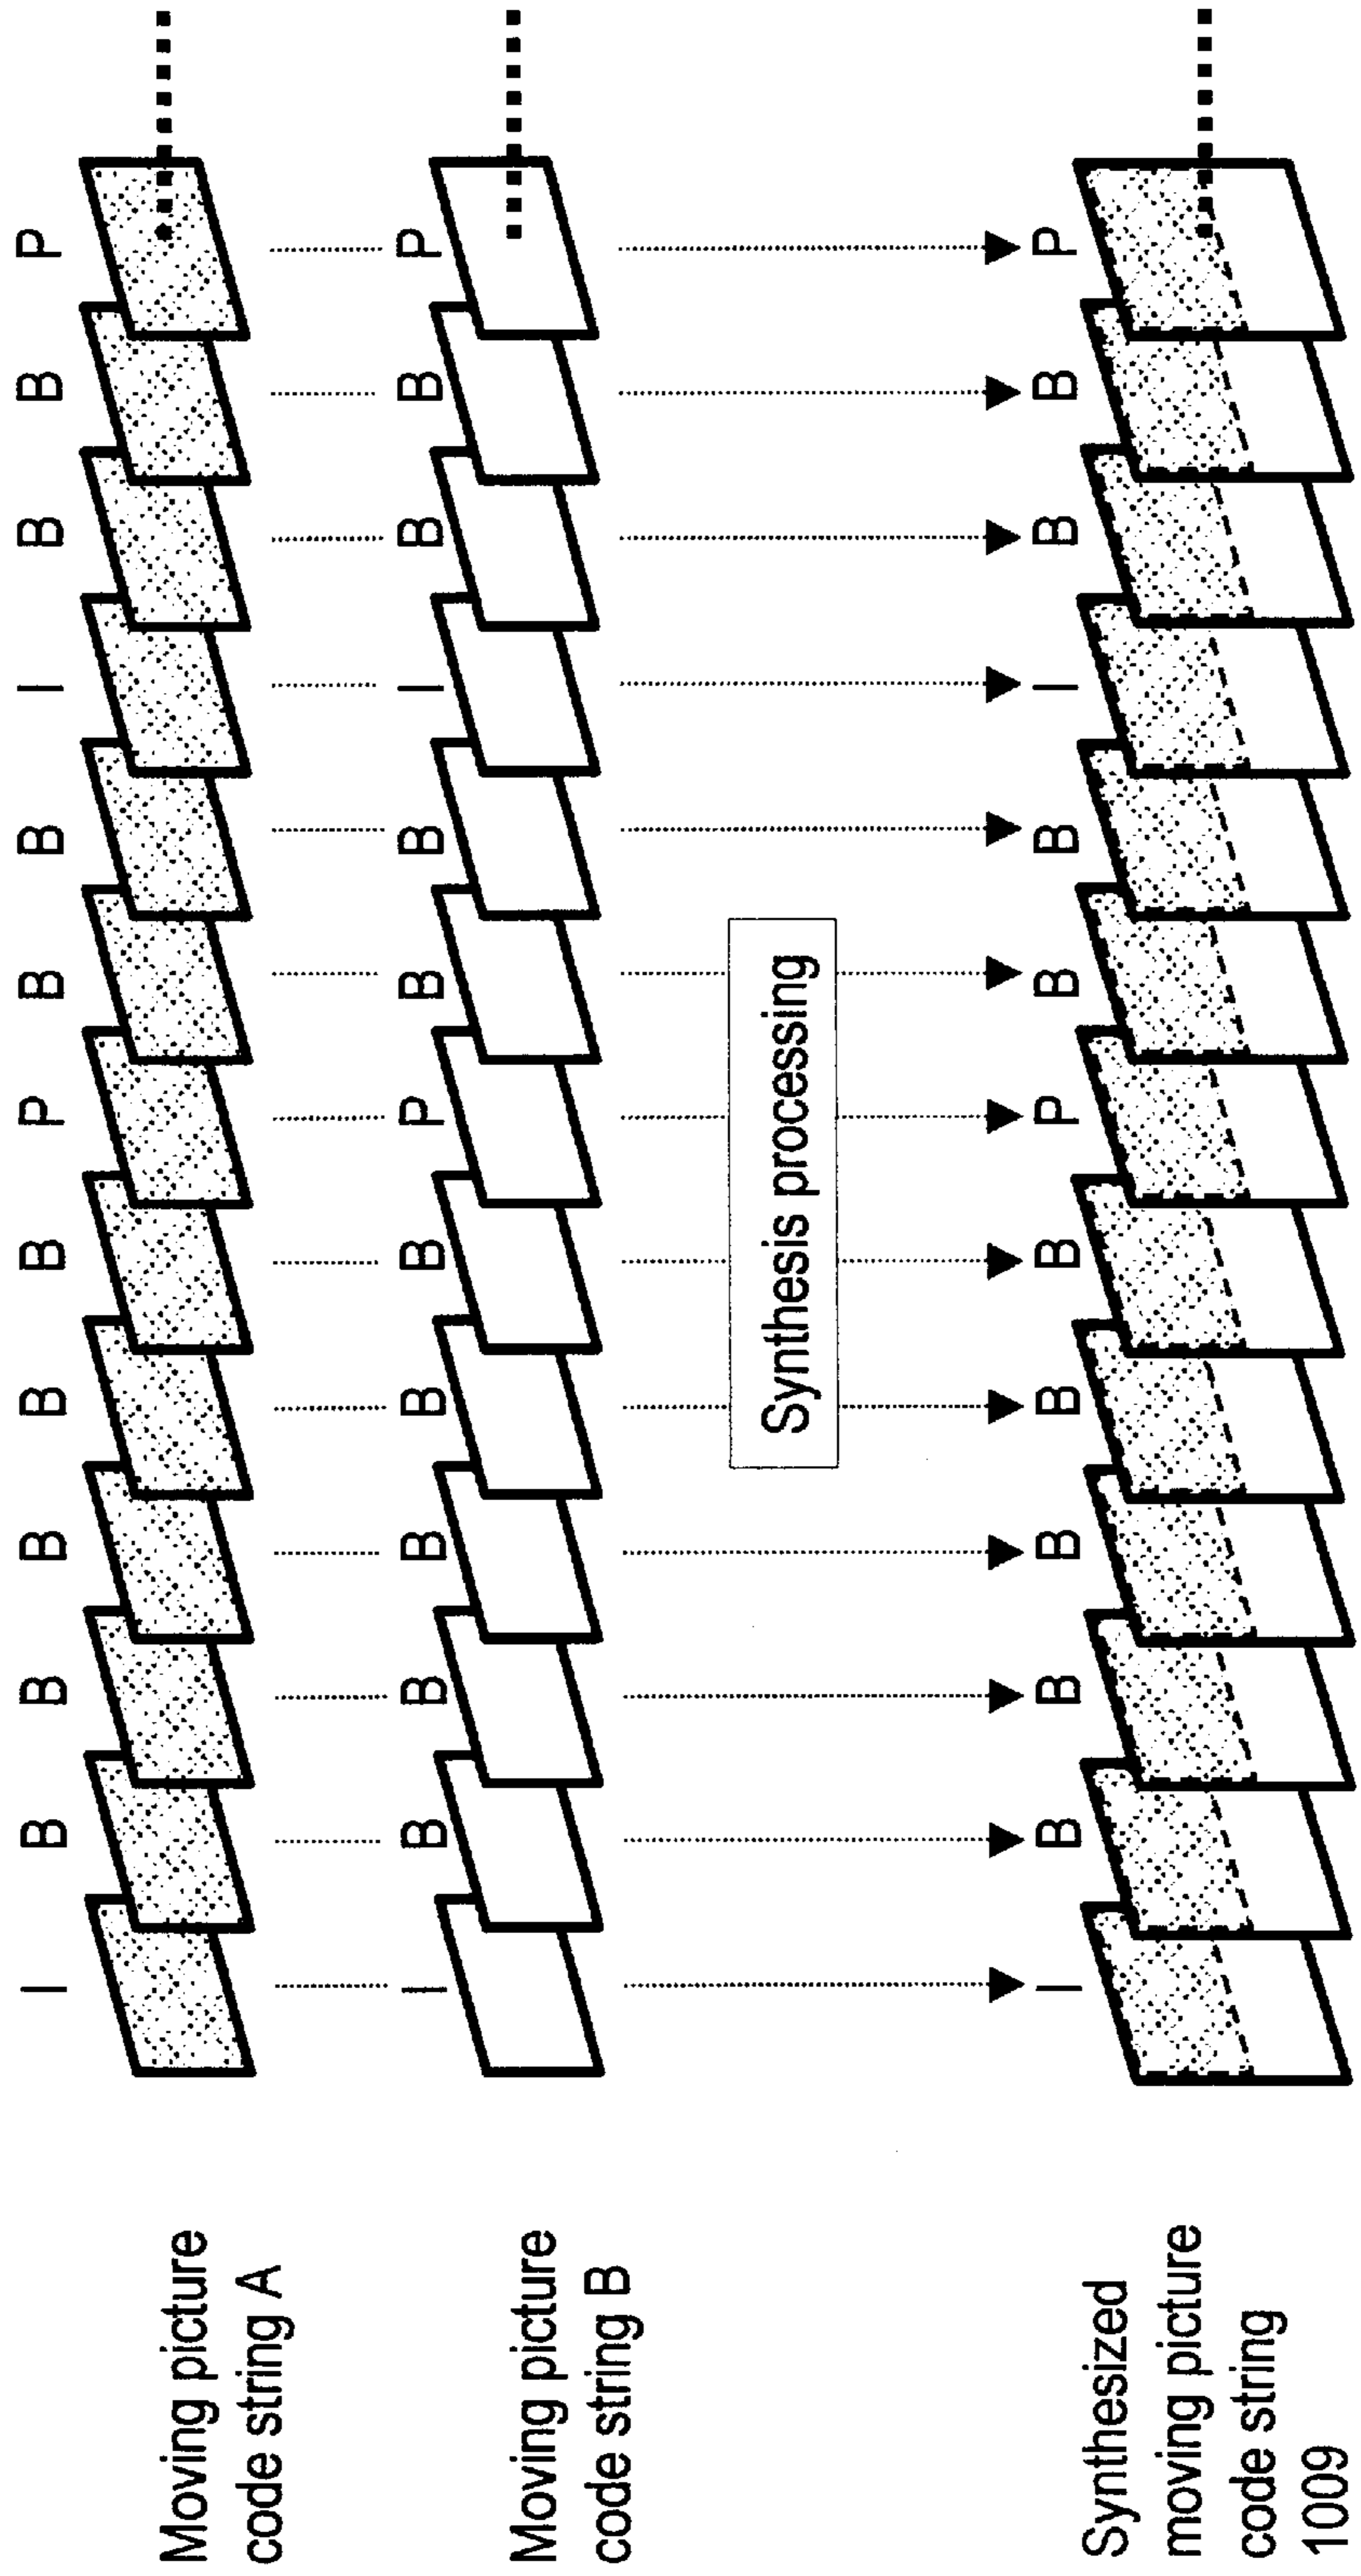 I B B B B B P B B I B B P
Moving picture
code string A
I B B B B B P B B I B B P
Moving picture
code string B
Synthesis processing
I B B B B B P B B I B B P
Synthesized
moving picture
code string
1009